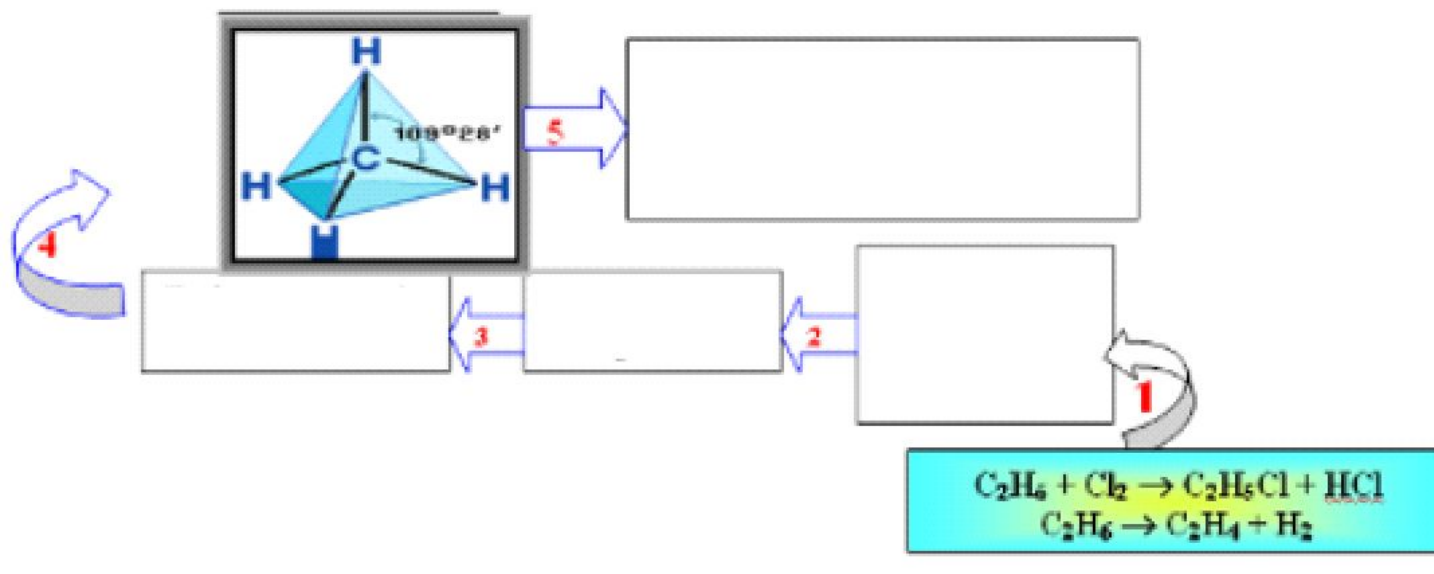 H
109°28'
C
H
H
H
5
4
3
2
1
C₂H₆ + Cl₂ → C₂H₅Cl + HCl
C₂H₆ → C₂H₄ + H₂